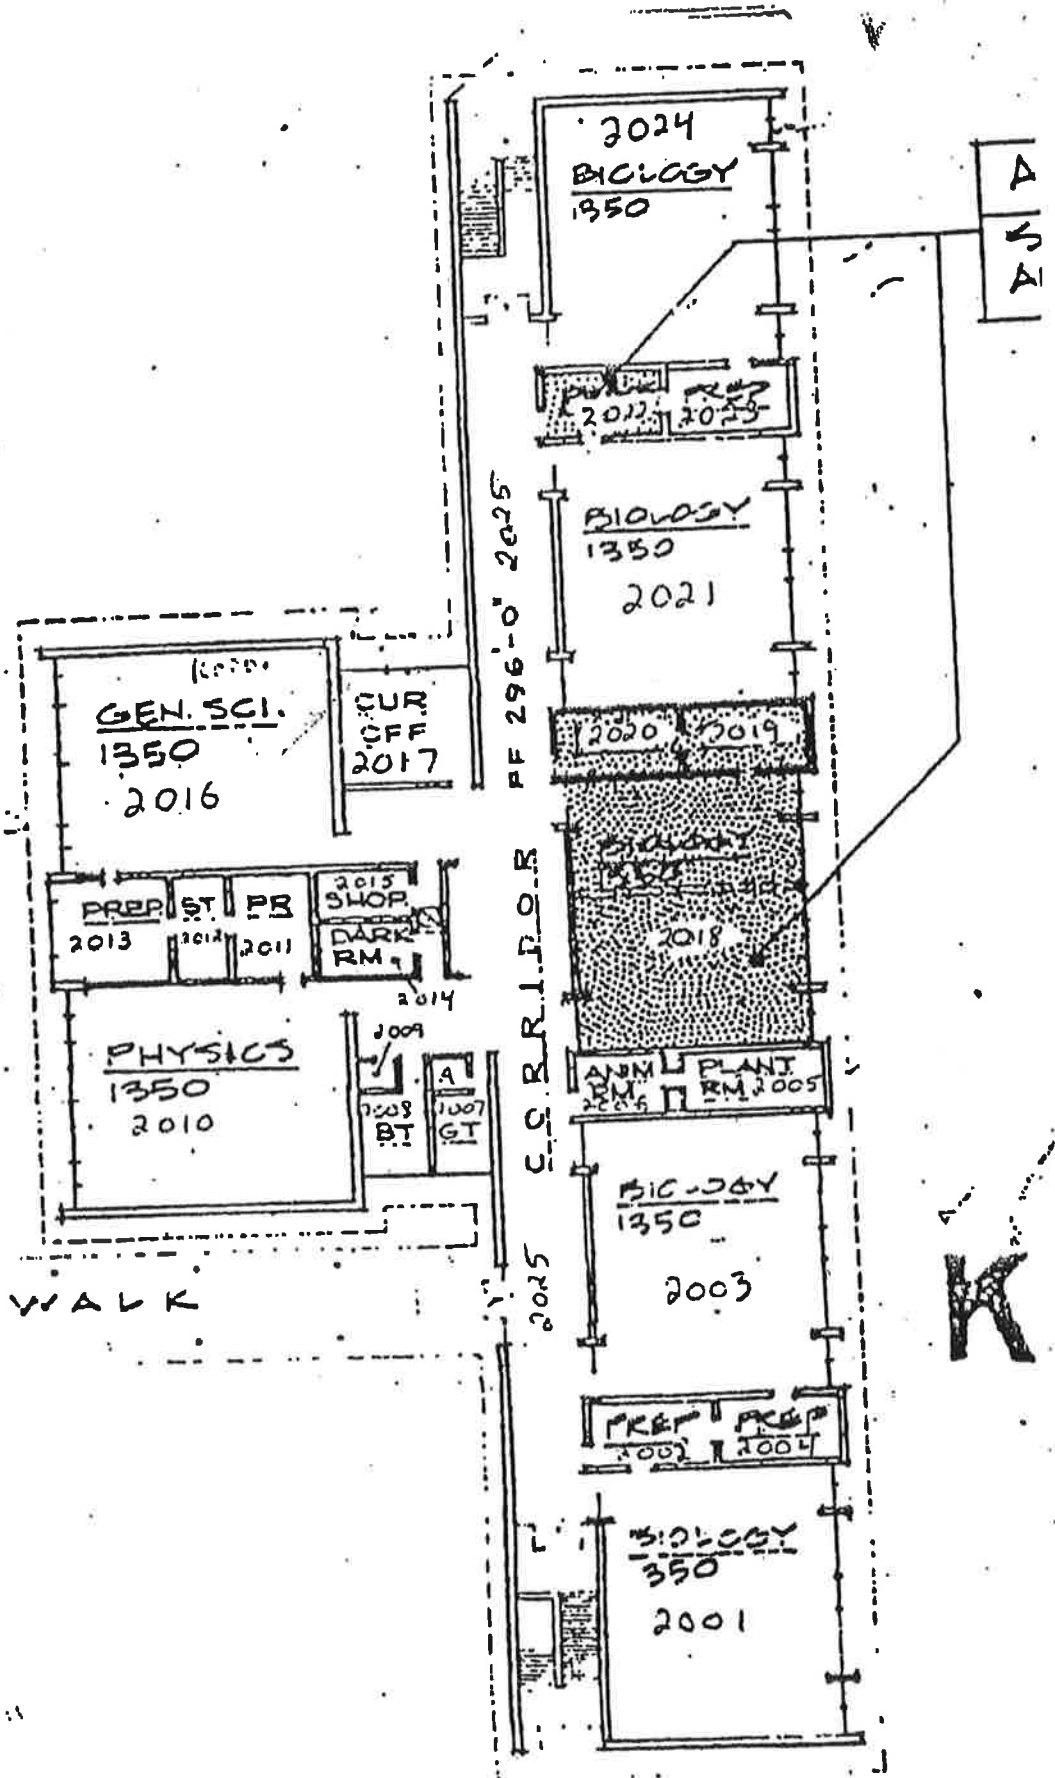 2024
BIOLOGY
1350
A
S
A
2022
2023
BIOLOGY
1350
2021
FF 296'-0" 2025
GEN. SCI.
1350
2016
CUR
OFF
2017
2020
2019
BIOLOGY
2018
PREP
2013
ST
2012
PR
2011
2015
SHOP
DARK
RM.
2014
CORRIDOR
PHYSICS
1350
2010
2009
2008
BT
A
2007
GT
ANIM
RM
2006
PLANT
RM 2005
BIOLOGY
1350
2003
2025
WALK
K
PREP
2002
PREP
2004
BIOLOGY
350
2001